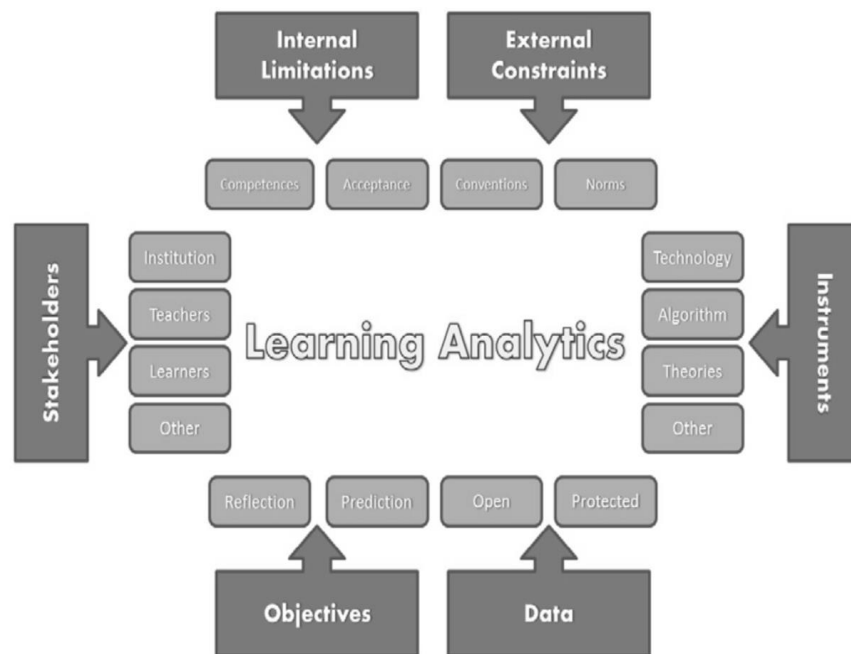 Internal
Limitations
External
Constraints
Competences
Acceptance
Conventions
Norms
Stakeholders
Institution
Teachers
Learners
Other
Learning Analytics
Technology
Algorithm
Theories
Other
Instruments
Reflection
Prediction
Open
Protected
Objectives
Data